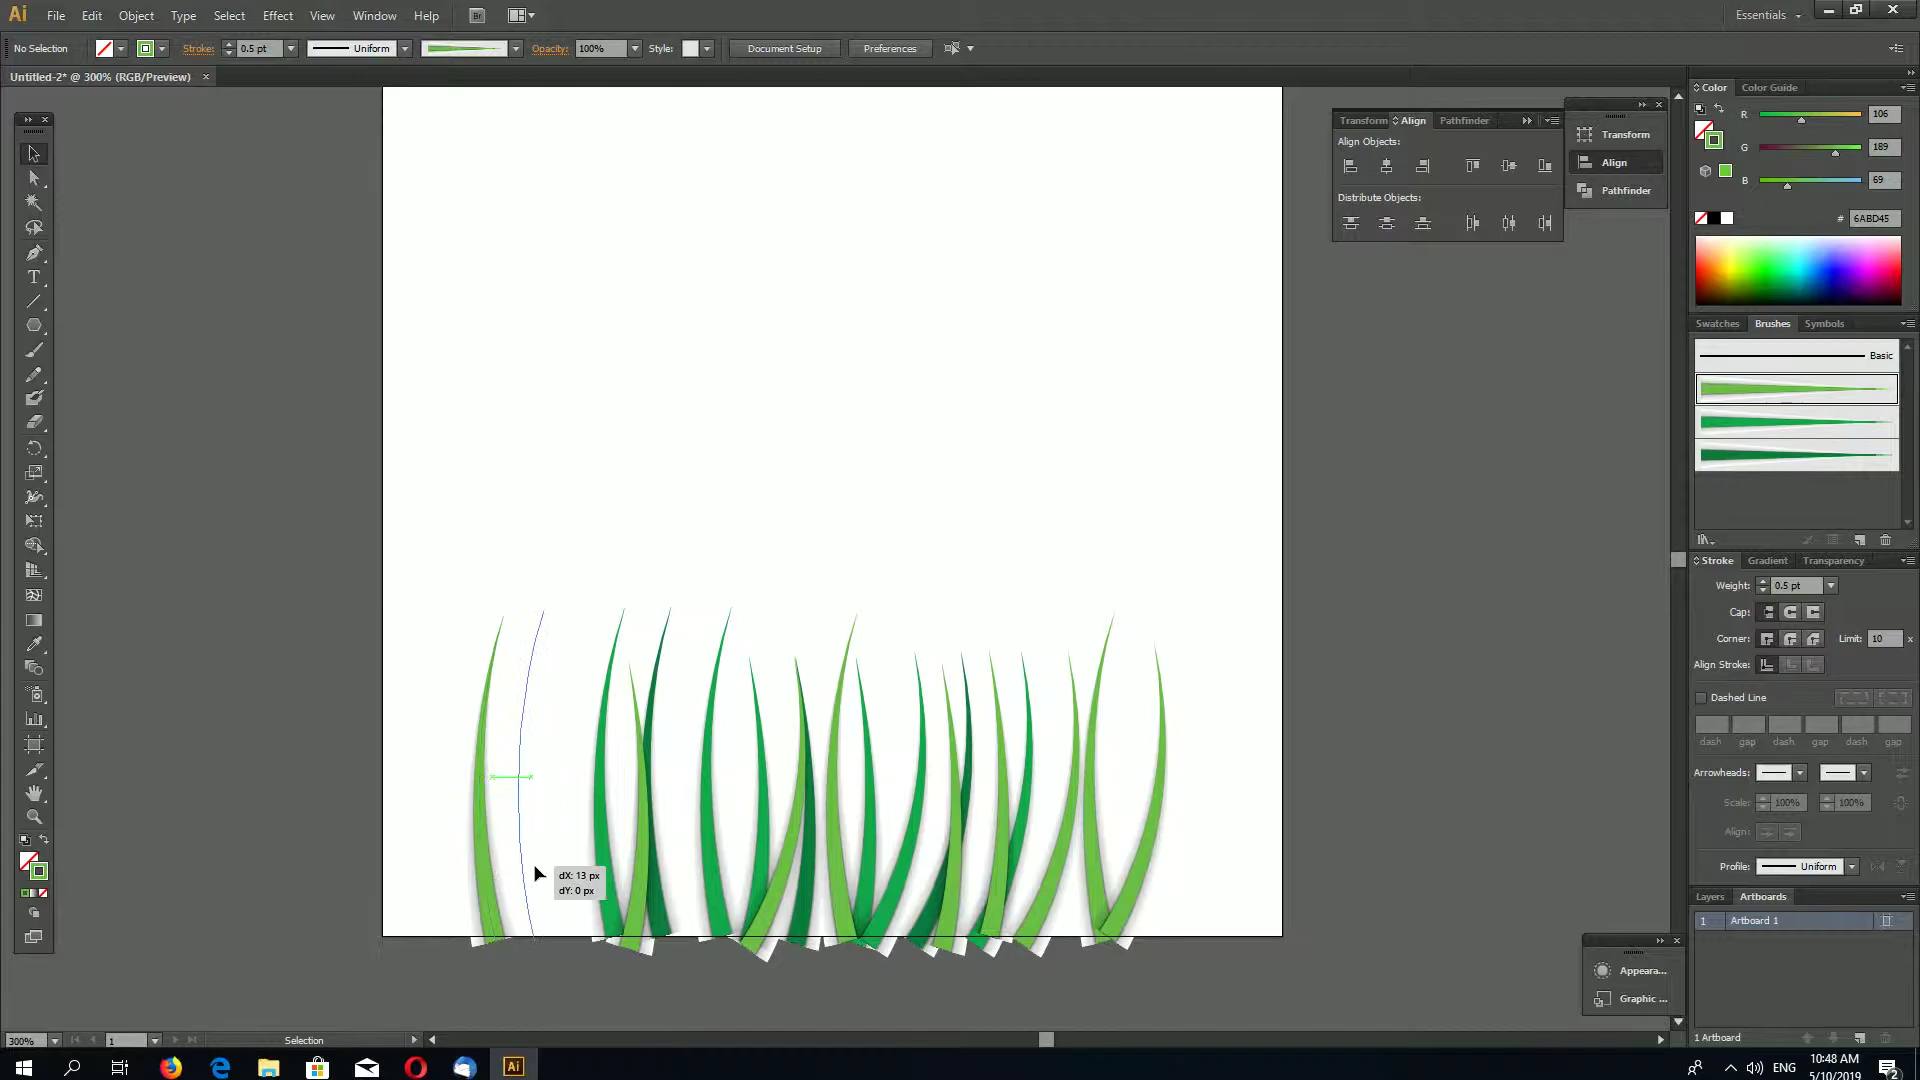 Ai File Edit Object Type Select Effect View Window Help Br Essentials
No Selection Stroke: 0.5 pt Uniform Opacity: 100% Style: Document Setup Preferences
Untitled-2* @ 300% (RGB/Preview) ×
Color Color Guide
R 106
G 189
B 69
# 6ABD45
Transform Align Pathfinder
Align Objects:
Distribute Objects:
Transform
Align
Pathfinder
Swatches Brushes Symbols
Basic
Stroke Gradient Transparency
Weight: 0.5 pt
Cap:
Corner: Limit: 10 x
Align Stroke:
Dashed Line
dash gap dash gap dash gap
Arrowheads:
Scale: 100% 100%
Align:
Profile: Uniform
dX: 13 px
dY: 0 px
Layers Artboards
1 Artboard 1
Appeara...
Graphic ...
1 Artboard
300% 1 Selection
Ai ENG 10:48 AM
5/10/2019 2